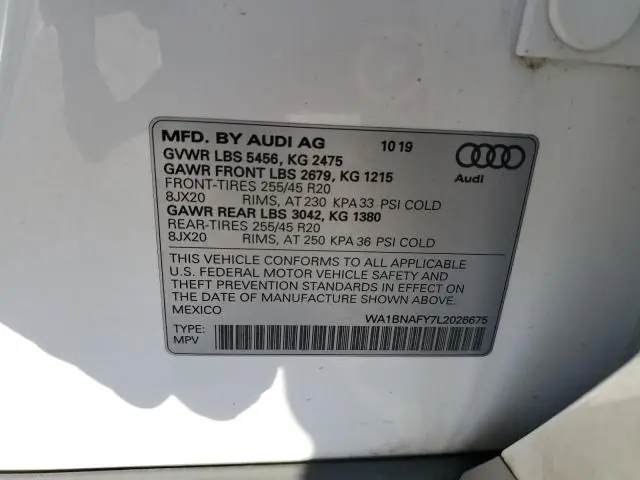 MFD. BY AUDI AG 10 19
GVWR LBS 5456, KG 2475
GAWR FRONT LBS 2679, KG 1215
FRONT-TIRES 255/45 R20
8JX20 RIMS, AT 230 KPA 33 PSI COLD
GAWR REAR LBS 3042, KG 1380
REAR-TIRES 255/45 R20
8JX20 RIMS, AT 250 KPA 36 PSI COLD
Audi
THIS VEHICLE CONFORMS TO ALL APPLICABLE
U.S. FEDERAL MOTOR VEHICLE SAFETY AND
THEFT PREVENTION STANDARDS IN EFFECT ON
THE DATE OF MANUFACTURE SHOWN ABOVE.
MEXICO
WA1BNAFY7L2026675
TYPE:
MPV